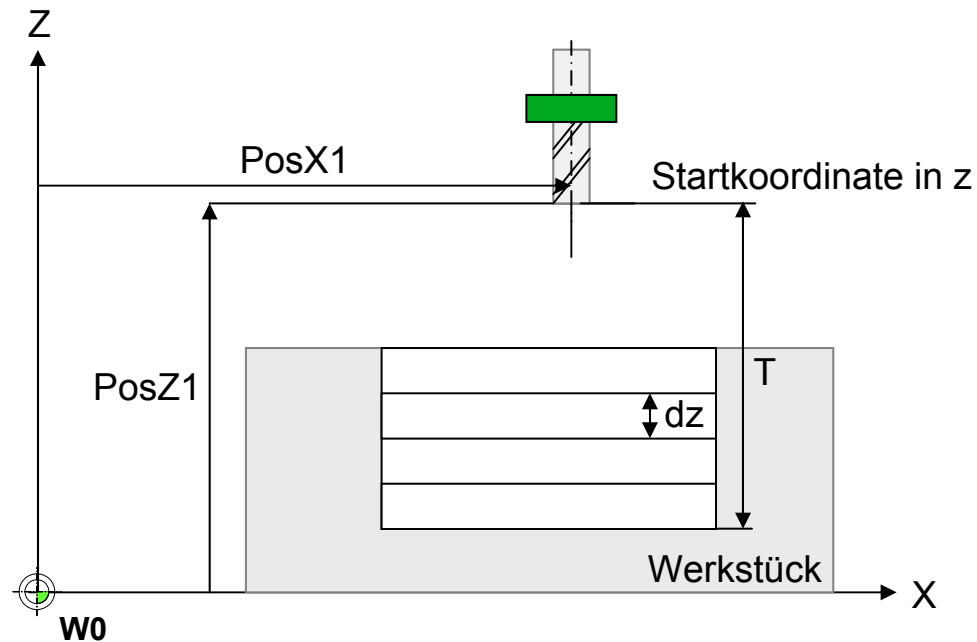 Z
PosX1
Startkoordinate in z
PosZ1
T
dz
Werkstück
X
W0